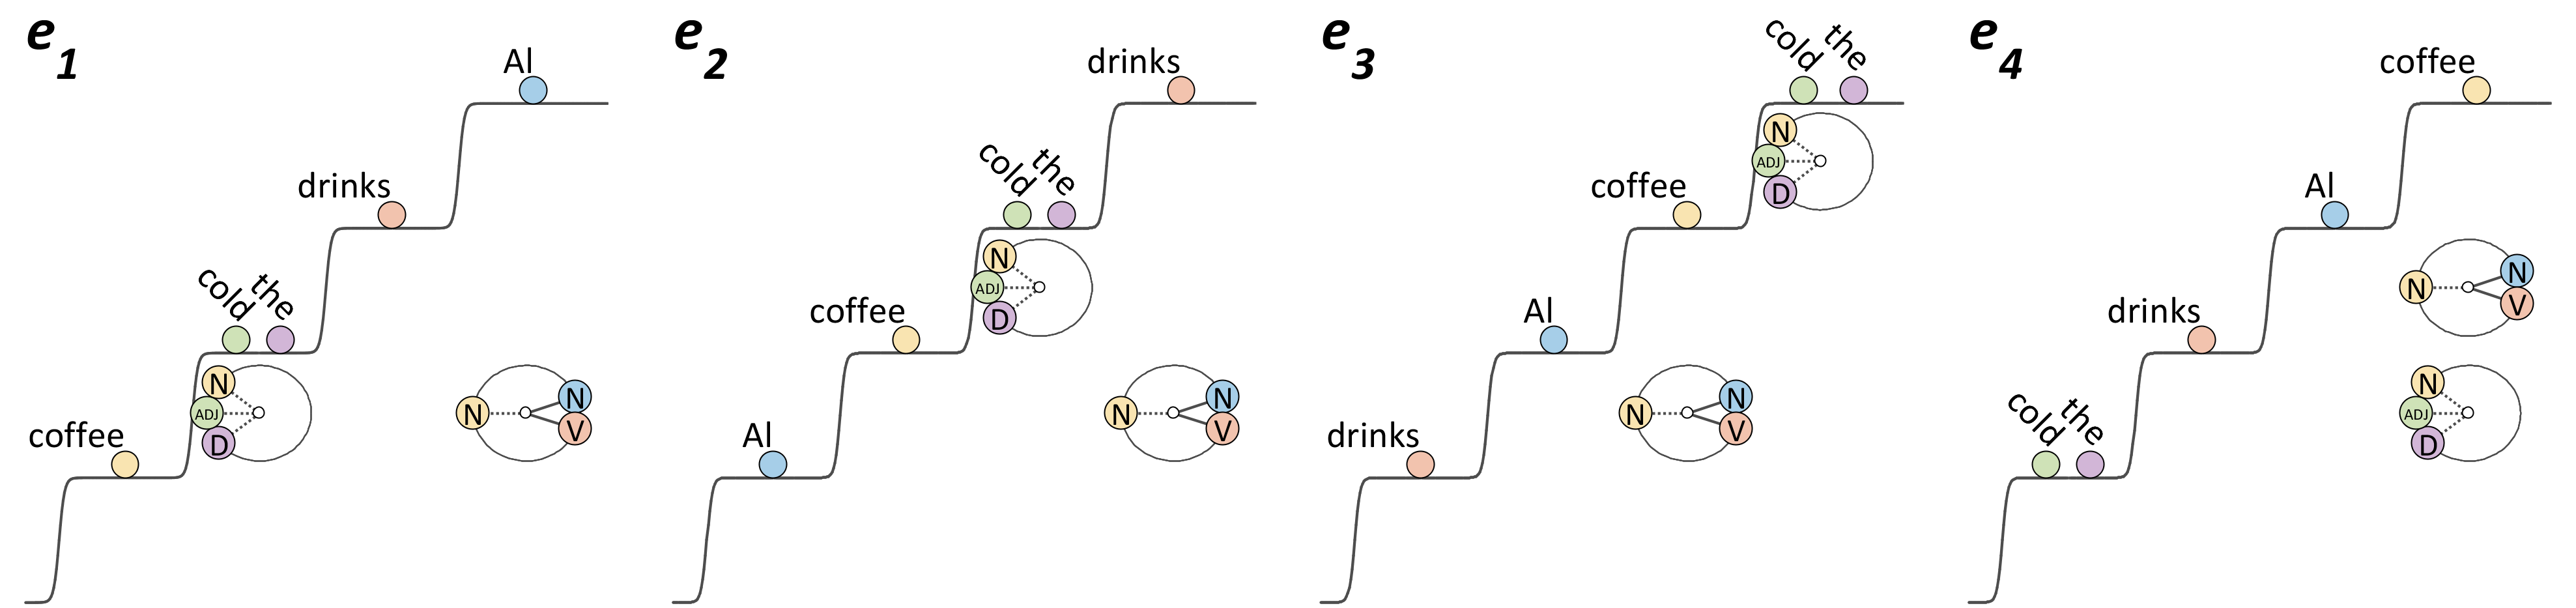 e1
Al
drinks
cold the
coffee
N
ADJ
D
N
N
V
e2
drinks
cold the
coffee
Al
N
ADJ
D
N
N
V
e3
cold the
coffee
Al
drinks
N
ADJ
D
N
N
V
e4
coffee
Al
drinks
cold the
N
N
V
N
ADJ
D